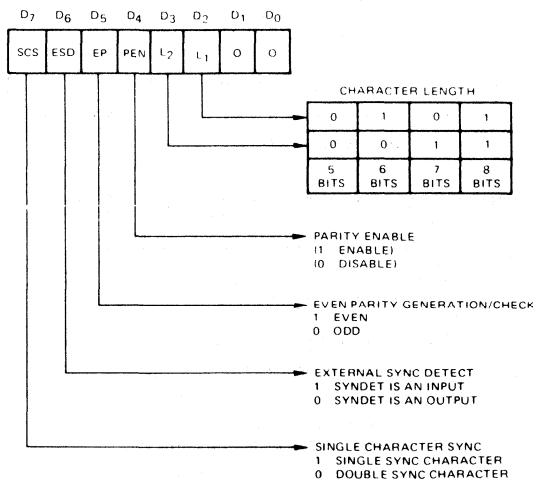 D7 D6 D5 D4 D3 D2 D1 D0
SCS ESD EP PEN L2 L1 0 0
CHARACTER LENGTH
0 1 0 1
0 0 1 1
5 BITS 6 BITS 7 BITS 8 BITS
PARITY ENABLE
(1 ENABLE)
(0 DISABLE)
EVEN PARITY GENERATION/CHECK
1 EVEN
0 ODD
EXTERNAL SYNC DETECT
1 SYNDET IS AN INPUT
0 SYNDET IS AN OUTPUT
SINGLE CHARACTER SYNC
1 SINGLE SYNC CHARACTER
0 DOUBLE SYNC CHARACTER